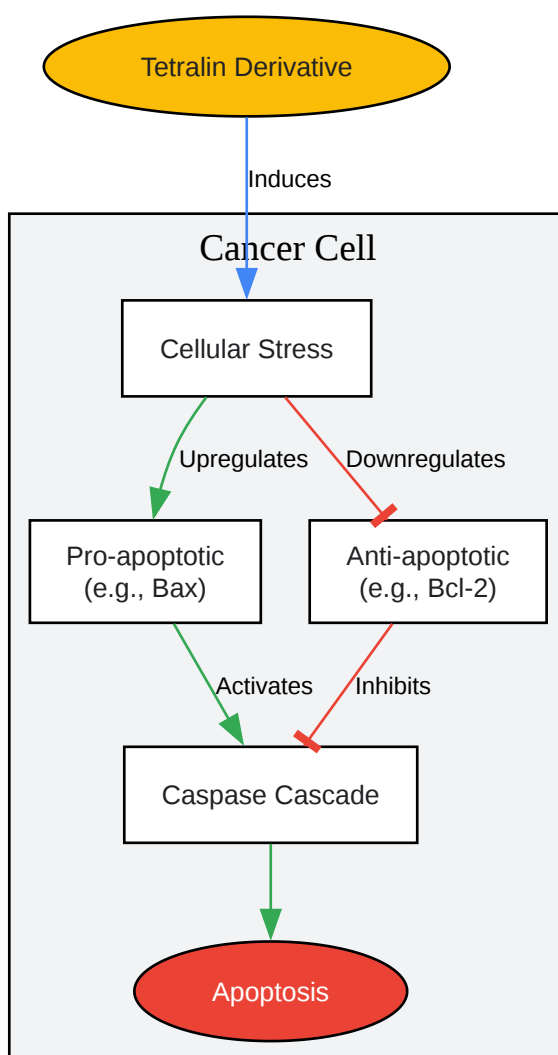 Tetralin Derivative
Induces
Cancer Cell
Cellular Stress
Upregulates
Downregulates
Pro-apoptotic
(e.g., Bax)
Anti-apoptotic
(e.g., Bcl-2)
Activates
Inhibits
Caspase Cascade
Apoptosis